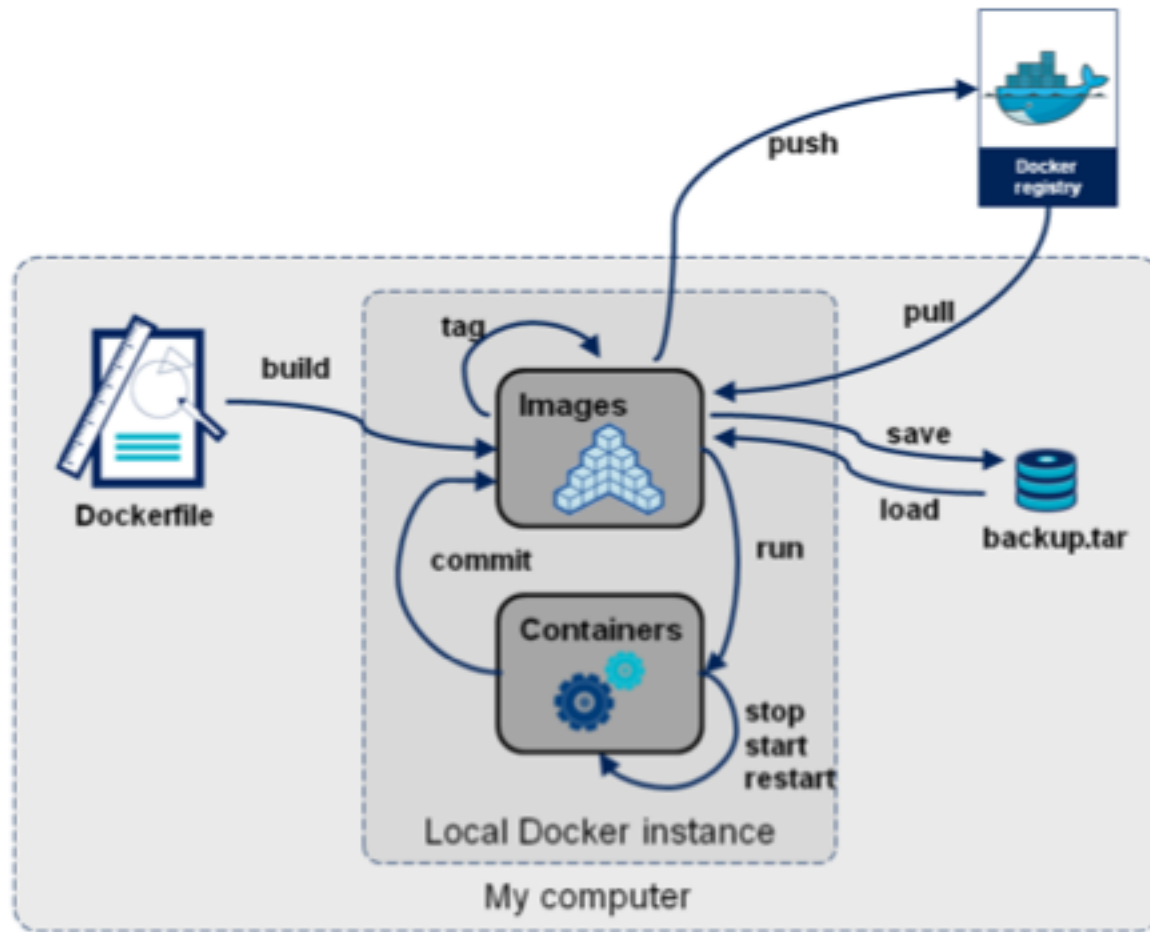 push
Docker
registry
pull
tag
build
Images
save
load
Dockerfile
backup.tar
commit
run
Containers
stop
start
restart
Local Docker instance
My computer